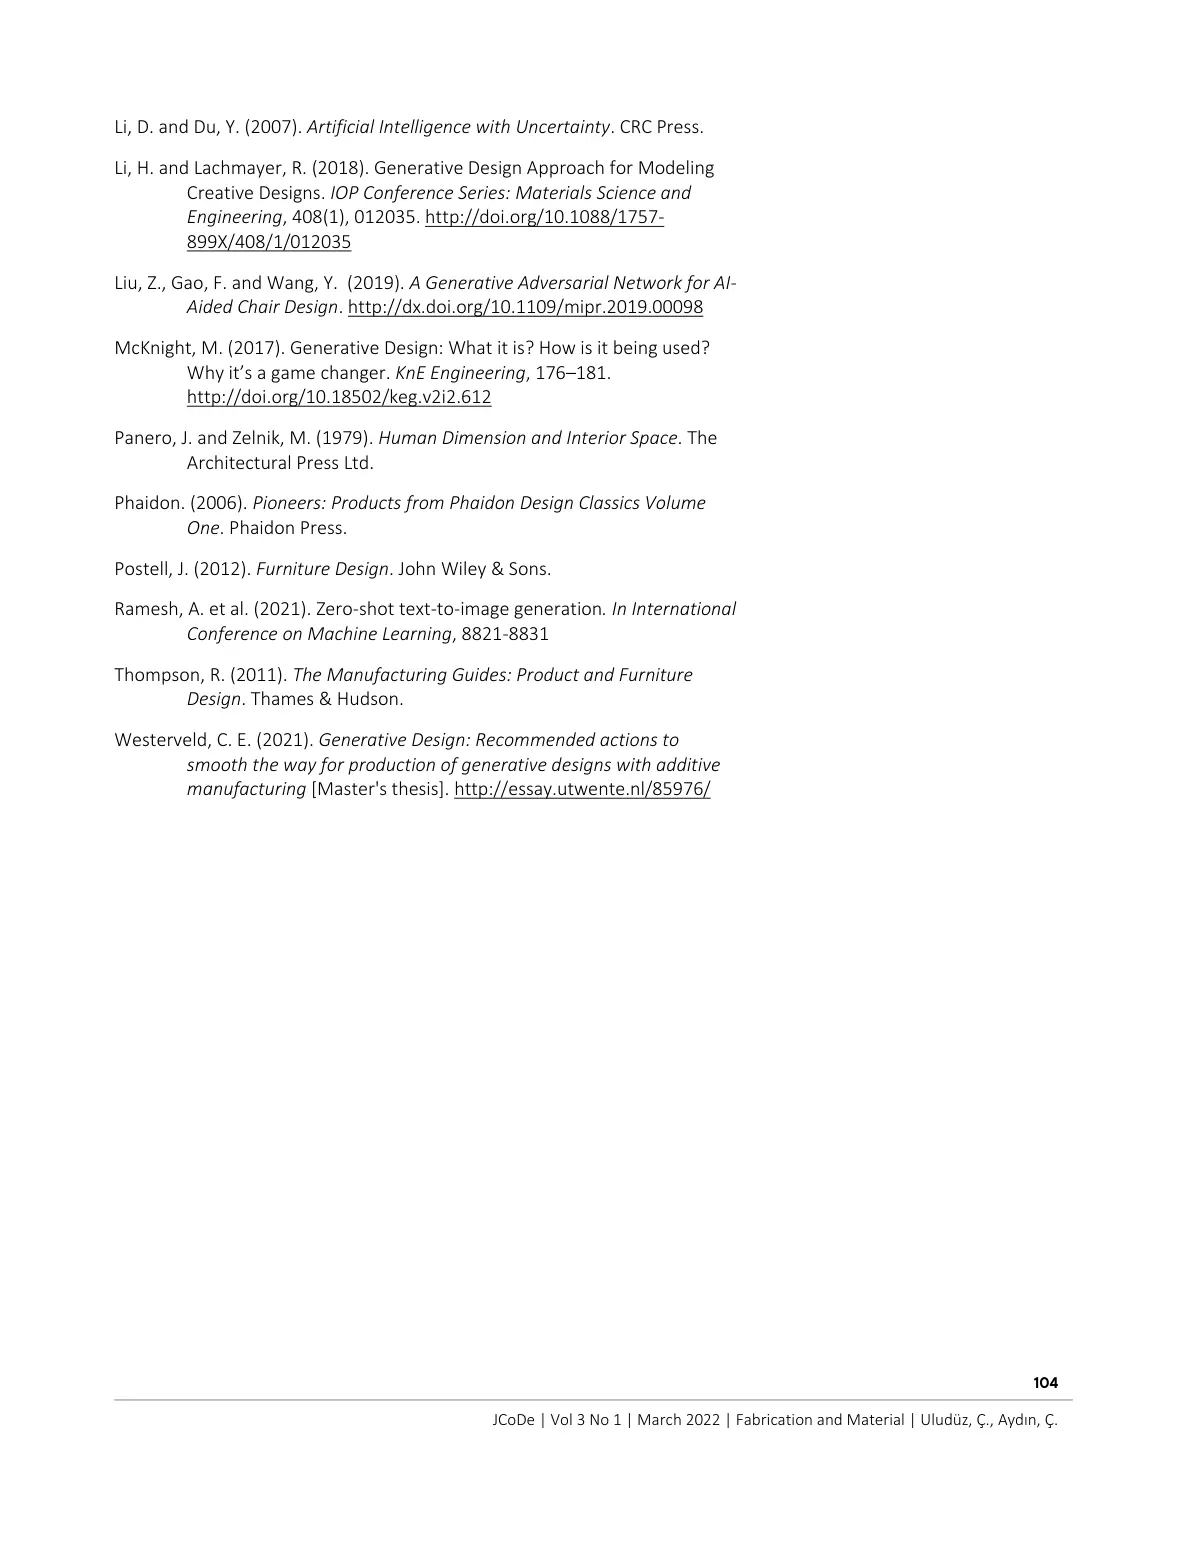 Li, D. and Du, Y. (2007). Artificial Intelligence with Uncertainty. CRC Press.
Li, H. and Lachmayer, R. (2018). Generative Design Approach for Modeling
Creative Designs. IOP Conference Series: Materials Science and
Engineering, 408(1), 012035. http://doi.org/10.1088/1757-
899X/408/1/012035
Liu, Z., Gao, F. and Wang, Y.  (2019). A Generative Adversarial Network for AI-
Aided Chair Design. http://dx.doi.org/10.1109/mipr.2019.00098
McKnight, M. (2017). Generative Design: What it is? How is it being used?
Why it’s a game changer. KnE Engineering, 176–181.
http://doi.org/10.18502/keg.v2i2.612
Panero, J. and Zelnik, M. (1979). Human Dimension and Interior Space. The
Architectural Press Ltd.
Phaidon. (2006). Pioneers: Products from Phaidon Design Classics Volume
One. Phaidon Press.
Postell, J. (2012). Furniture Design. John Wiley & Sons.
Ramesh, A. et al. (2021). Zero-shot text-to-image generation. In International
Conference on Machine Learning, 8821-8831
Thompson, R. (2011). The Manufacturing Guides: Product and Furniture
Design. Thames & Hudson.
Westerveld, C. E. (2021). Generative Design: Recommended actions to
smooth the way for production of generative designs with additive
manufacturing [Master's thesis]. http://essay.utwente.nl/85976/
104
JCoDe | Vol 3 No 1 | March 2022 | Fabrication and Material | Uludüz, Ç., Aydın, Ç.